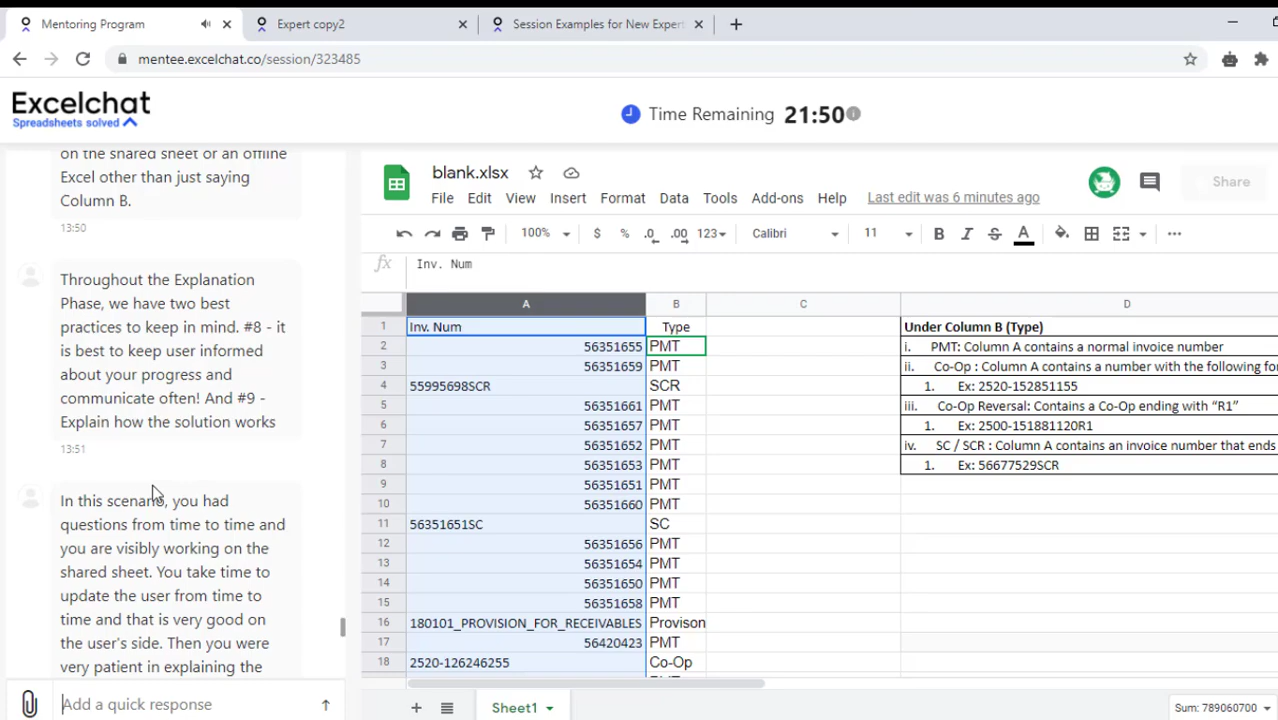 Mentoring Program
Expert copy2
Session Examples for New Expert
mentee.excelchat.co/session/323485
Excelchat
Spreadsheets solved
Time Remaining 21:50
on the shared sheet or an offline
Excel other than just saying
Column B.
13:50
Throughout the Explanation
Phase, we have two best
practices to keep in mind. #8 - it
is best to keep user informed
about your progress and
communicate often! And #9 -
Explain how the solution works
13:51
In this scenario, you had
questions from time to time and
you are visibly working on the
shared sheet. You take time to
update the user from time to
time and that is very good on
the user's side. Then you were
very patient in explaining the
Add a quick response
blank.xlsx
File Edit View Insert Format Data Tools Add-ons Help Last edit was 6 minutes ago
Share
100% $ % .0 .00 123 Calibri 11 B I S A
fx Inv. Num
A B C D
1 Inv. Num Type Under Column B (Type)
2 56351655 PMT i. PMT: Column A contains a normal invoice number
3 56351659 PMT ii. Co-Op : Column A contains a number with the following fo
4 55995698SCR SCR 1. Ex: 2520-152851155
5 56351661 PMT iii. Co-Op Reversal: Contains a Co-Op ending with “R1”
6 56351657 PMT 1. Ex: 2500-151881120R1
7 56351652 PMT iv. SC / SCR : Column A contains an invoice number that ends
8 56351653 PMT 1. Ex: 56677529SCR
9 56351651 PMT
10 56351660 PMT
11 56351651SC SC
12 56351656 PMT
13 56351654 PMT
14 56351650 PMT
15 56351658 PMT
16 180101_PROVISION_FOR_RECEIVABLES Provison
17 56420423 PMT
18 2520-126246255 Co-Op
Sheet1
Sum: 789060700